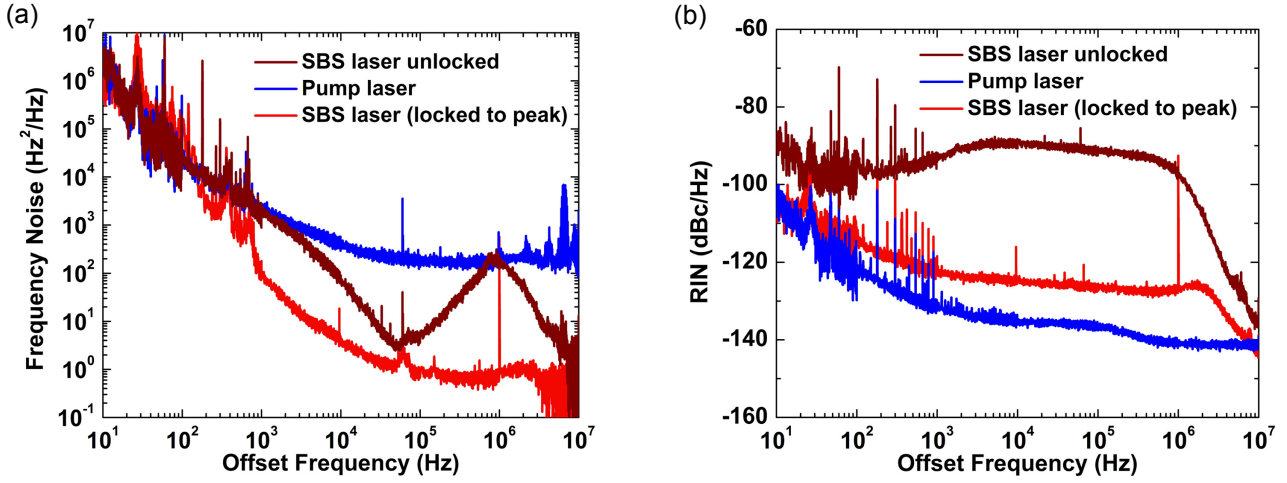 (a)
10^7
10^6
10^5
10^4
10^3
10^2
10^1
10^0
10^-1
Frequency Noise (Hz^2/Hz)
SBS laser unlocked
Pump laser
SBS laser (locked to peak)
10^1 10^2 10^3 10^4 10^5 10^6 10^7
Offset Frequency (Hz)
(b)
-60
-80
-100
-120
-140
-160
RIN (dBc/Hz)
SBS laser unlocked
Pump laser
SBS laser (locked to peak)
10^1 10^2 10^3 10^4 10^5 10^6 10^7
Offset Frequency (Hz)